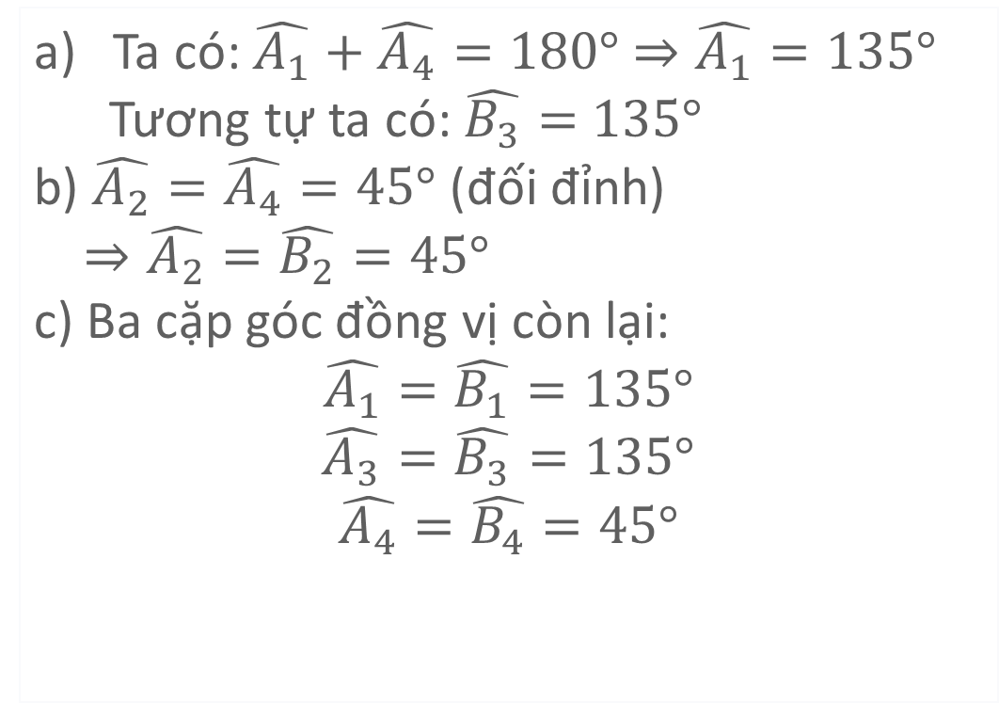 a) Ta có: $\widehat{A_1} + \widehat{A_4} = 180° ⇒ \widehat{A_1} = 135°$
Tương tự ta có: $\widehat{B_3} = 135°$
b) $\widehat{A_2} = \widehat{A_4} = 45°$ (đối đỉnh)
$⇒ \widehat{A_2} = \widehat{B_2} = 45°$
c) Ba cặp góc đồng vị còn lại:
$\widehat{A_1} = \widehat{B_1} = 135°$
$\widehat{A_3} = \widehat{B_3} = 135°$
$\widehat{A_4} = \widehat{B_4} = 45°$